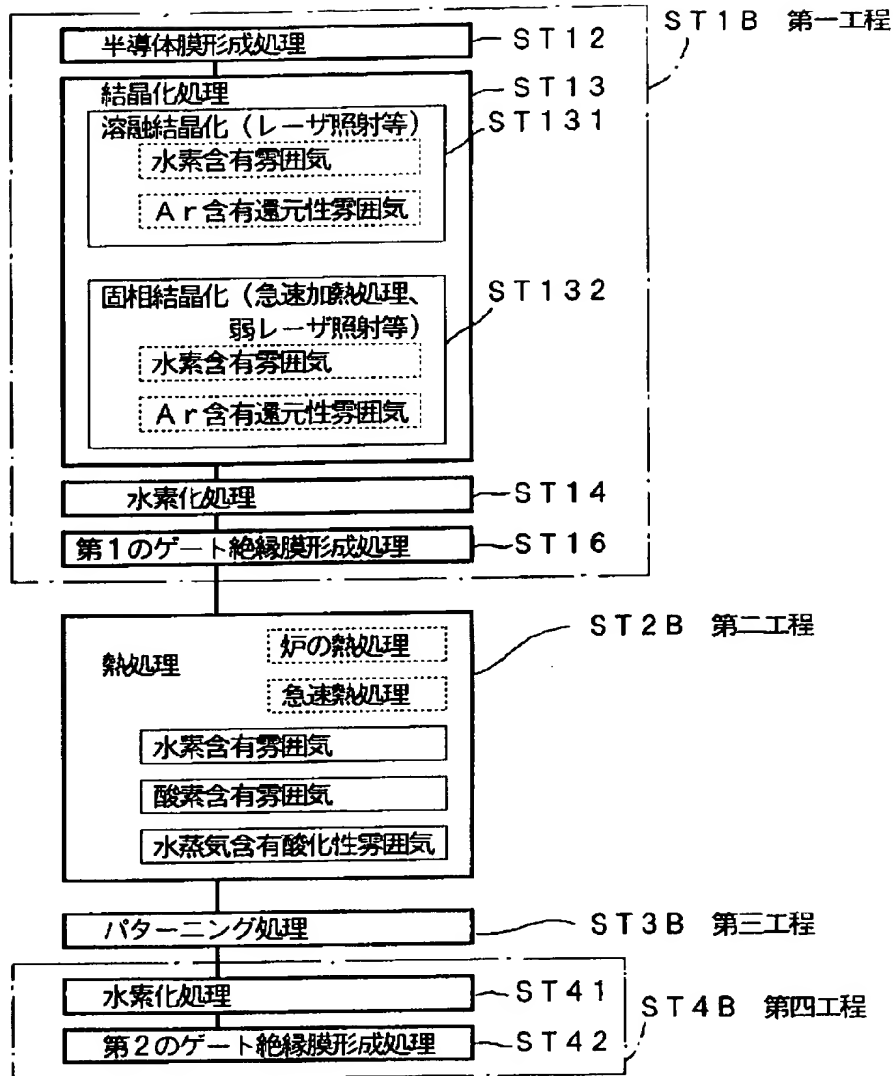 半導体膜形成処理 ST12
ST1B 第一工程
結晶化処理 ST13
溶融結晶化(レーザ照射等) ST131
水素含有雰囲気
Ar含有還元性雰囲気
固相結晶化(急速加熱処理、 ST132
弱レーザ照射等)
水素含有雰囲気
Ar含有還元性雰囲気
水素化処理 ST14
第1のゲート絶縁膜形成処理 ST16
ST2B 第二工程
熱処理
炉の熱処理
急速熱処理
水素含有雰囲気
酸素含有雰囲気
水蒸気含有酸化性雰囲気
パターニング処理 ST3B 第三工程
水素化処理 ST41
ST4B 第四工程
第2のゲート絶縁膜形成処理 ST42